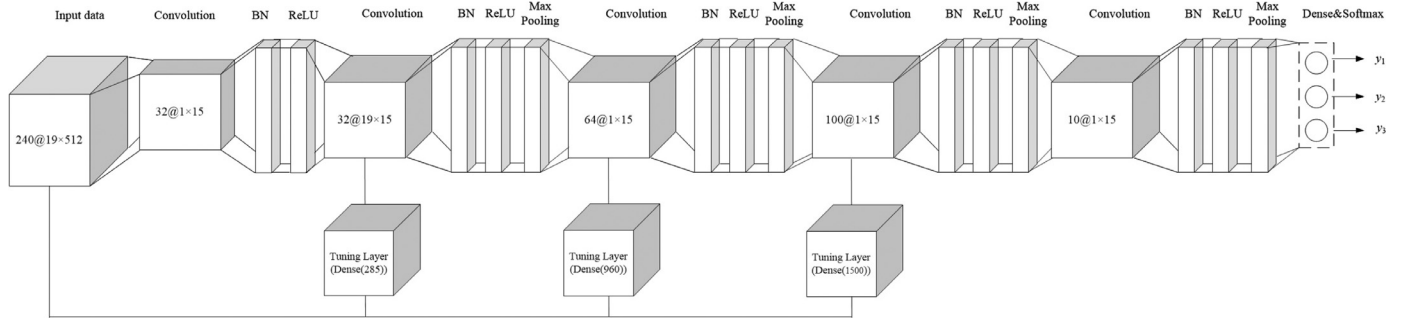 Input data
Convolution
BN
ReLU
Convolution
BN
ReLU
Max
Pooling
Convolution
BN
ReLU
Max
Pooling
Convolution
BN
ReLU
Max
Pooling
Convolution
BN
ReLU
Max
Pooling
Dense&Softmax
240@19×512
32@1×15
32@19×15
64@1×15
100@1×15
10@1×15
y1
y2
y3
Tuning Layer
(Dense(285))
Tuning Layer
(Dense(960))
Tuning Layer
(Dense(1500))